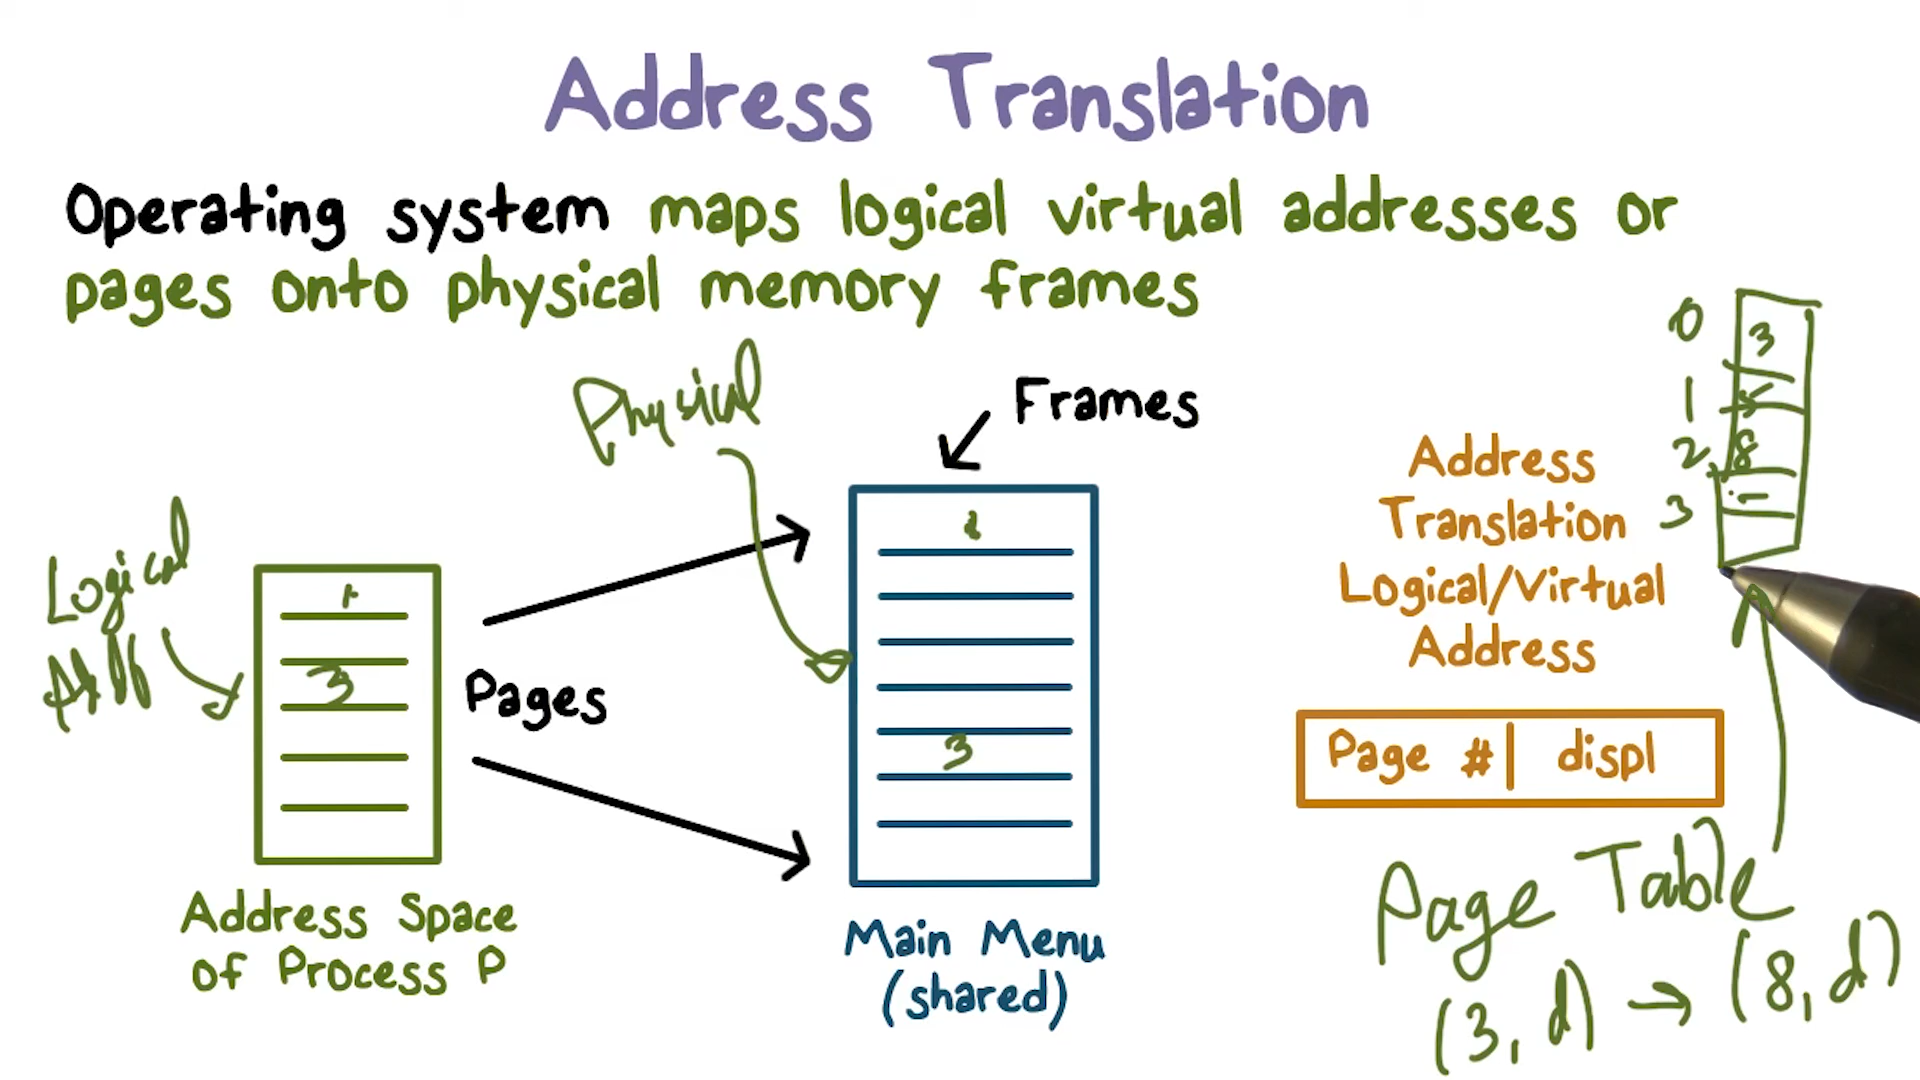 Address Translation
Operating system maps logical virtual addresses or
pages onto physical memory frames
Physical
Frames
Logical
1
3
Pages
3
Address Space
of Process P
Main Menu
(shared)
0 3
1
2 8
3
Address
Translation
Logical/Virtual
Address
Page # | displ
Page Table
(3, d) → (8, d)